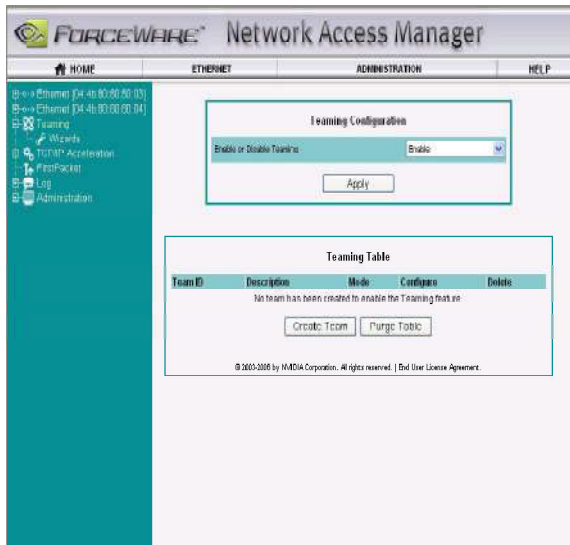 FORCEWARE Network Access Manager
HOME ETHERNET ADMINISTRATION HELP
Ethernet [04:4b:80:80:80:03]
Ethernet [04:4b:80:80:80:04]
Teaming
Wizards
TCP/IP Acceleration
FirstPacket
Log
Administration
Teaming Configuration
Enable or Disable Teaming Enable
Apply
Teaming Table
Team ID Description Mode Configure Delete
No team has been created to enable the Teaming feature
Create Team Purge Table
© 2003-2006 by NVIDIA Corporation. All rights reserved. | End User License Agreement.